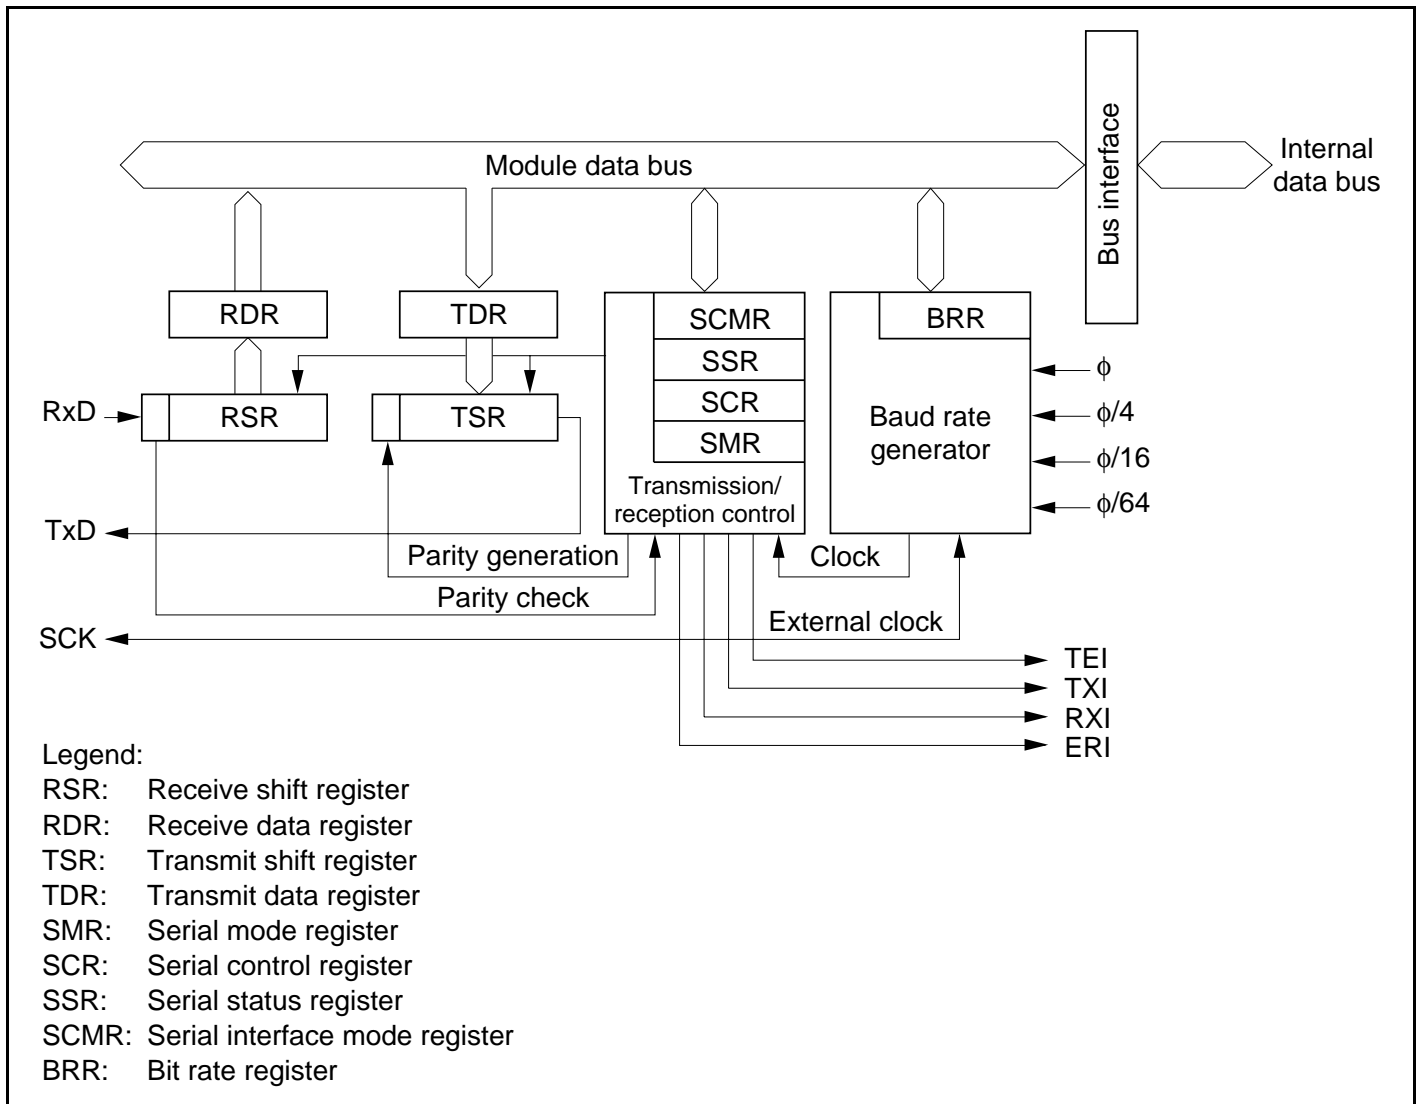 Module data bus
Bus interface
Internal
data bus
RDR
TDR
SCMR
SSR
SCR
SMR
Transmission/
reception control
BRR
Baud rate
generator
ϕ
ϕ/4
ϕ/16
ϕ/64
RxD
RSR
TSR
TxD
Parity generation
Parity check
Clock
External clock
SCK
TEI
TXI
RXI
ERI
Legend:
RSR: Receive shift register
RDR: Receive data register
TSR: Transmit shift register
TDR: Transmit data register
SMR: Serial mode register
SCR: Serial control register
SSR: Serial status register
SCMR: Serial interface mode register
BRR: Bit rate register